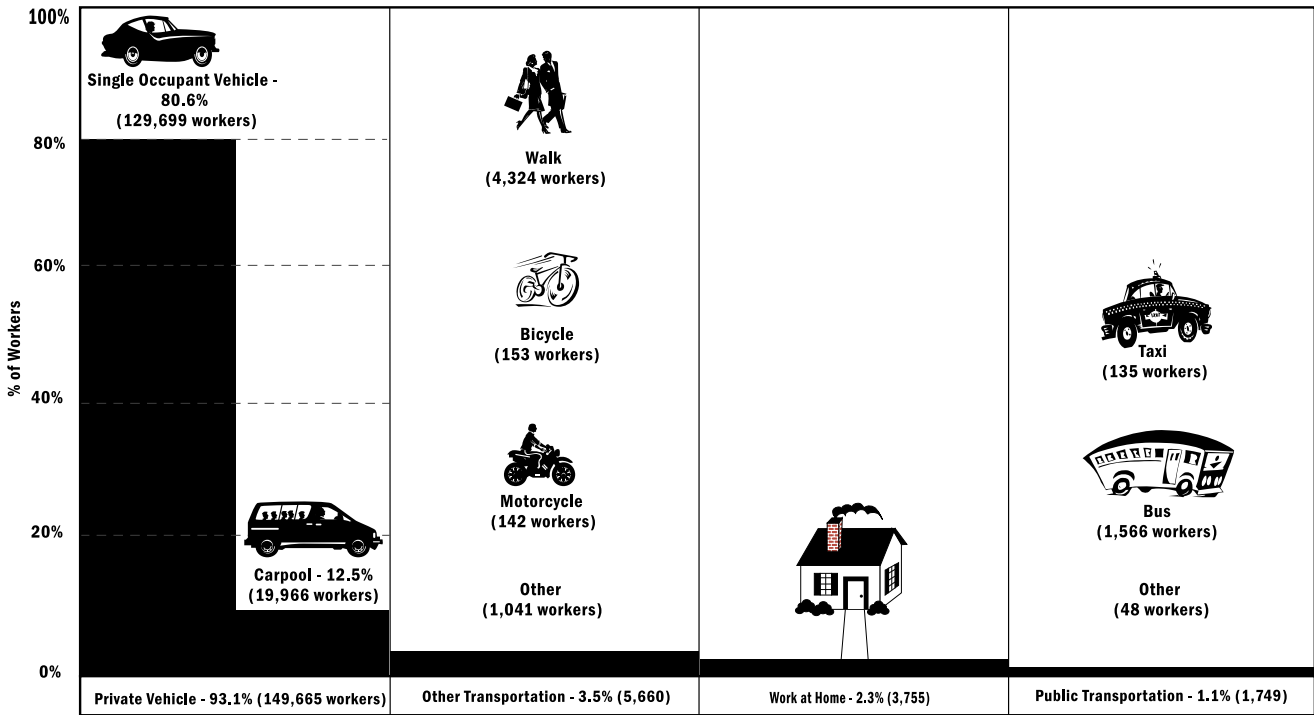 100%
80%
60%
40%
20%
0%
% of Workers
Single Occupant Vehicle -
80.6%
(129,699 workers)
Carpool - 12.5%
(19,966 workers)
Private Vehicle - 93.1% (149,665 workers)
Walk
(4,324 workers)
Bicycle
(153 workers)
Motorcycle
(142 workers)
Other
(1,041 workers)
Other Transportation - 3.5% (5,660)
Work at Home - 2.3% (3,755)
Taxi
(135 workers)
Bus
(1,566 workers)
Other
(48 workers)
Public Transportation - 1.1% (1,749)